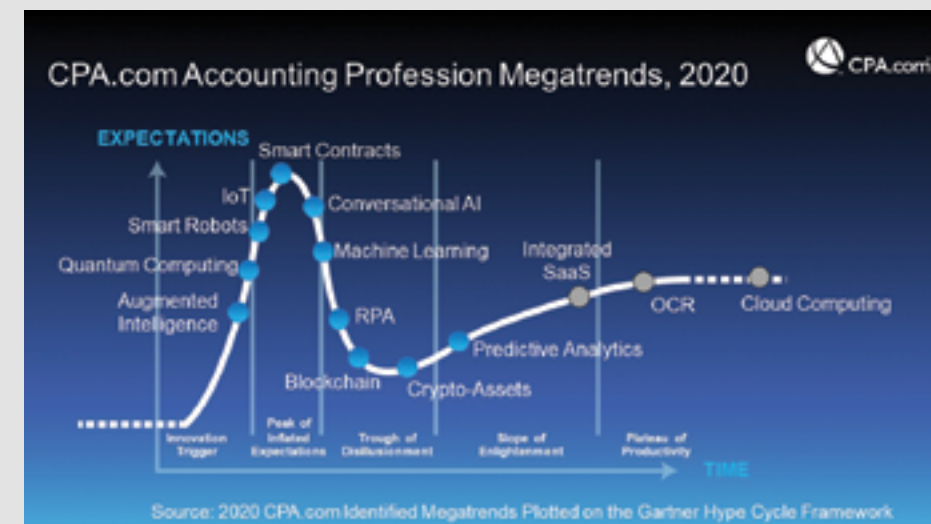 CPA.com Accounting Profession Megatrends, 2020
CPA.com
EXPECTATIONS
Smart Contracts
IoT
Conversational AI
Smart Robots
Machine Learning
Quantum Computing
Integrated
SaaS
Augmented
Intelligence
OCR
Cloud Computing
RPA
Predictive Analytics
Blockchain
Crypto-Assets
Innovation
Trigger
Peak of
Inflated
Expectations
Trough of
Disillusionment
Slope of
Enlightenment
Plateau of
Productivity
TIME
Source: 2020 CPA.com Identified Megatrends Plotted on the Gartner Hype Cycle Framework